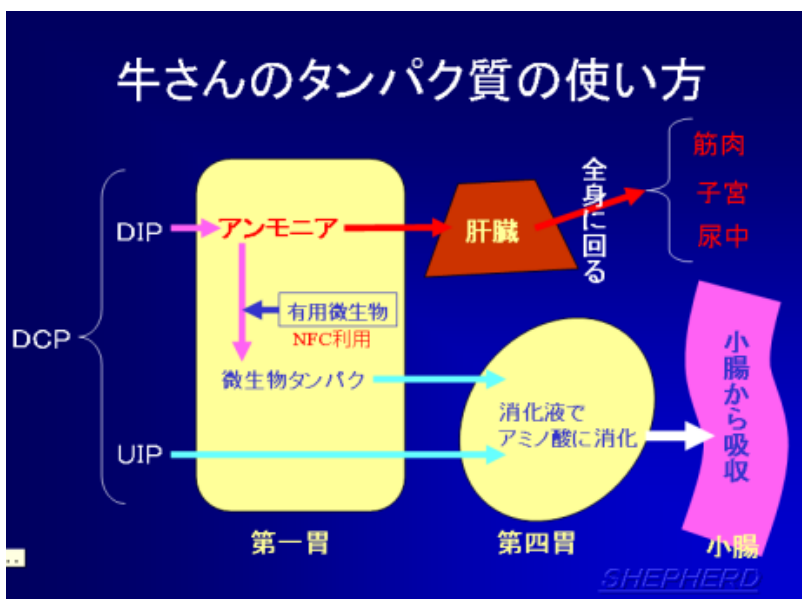 牛さんのタンパク質の使い方
DCP
DIP
UIP
アンモニア
有用微生物
NFC利用
微生物タンパク
第一胃
肝臓
全身に回る
筋肉
子宮
尿中
消化液で
アミノ酸に消化
第四胃
小腸から吸収
小腸
SHEPHERD